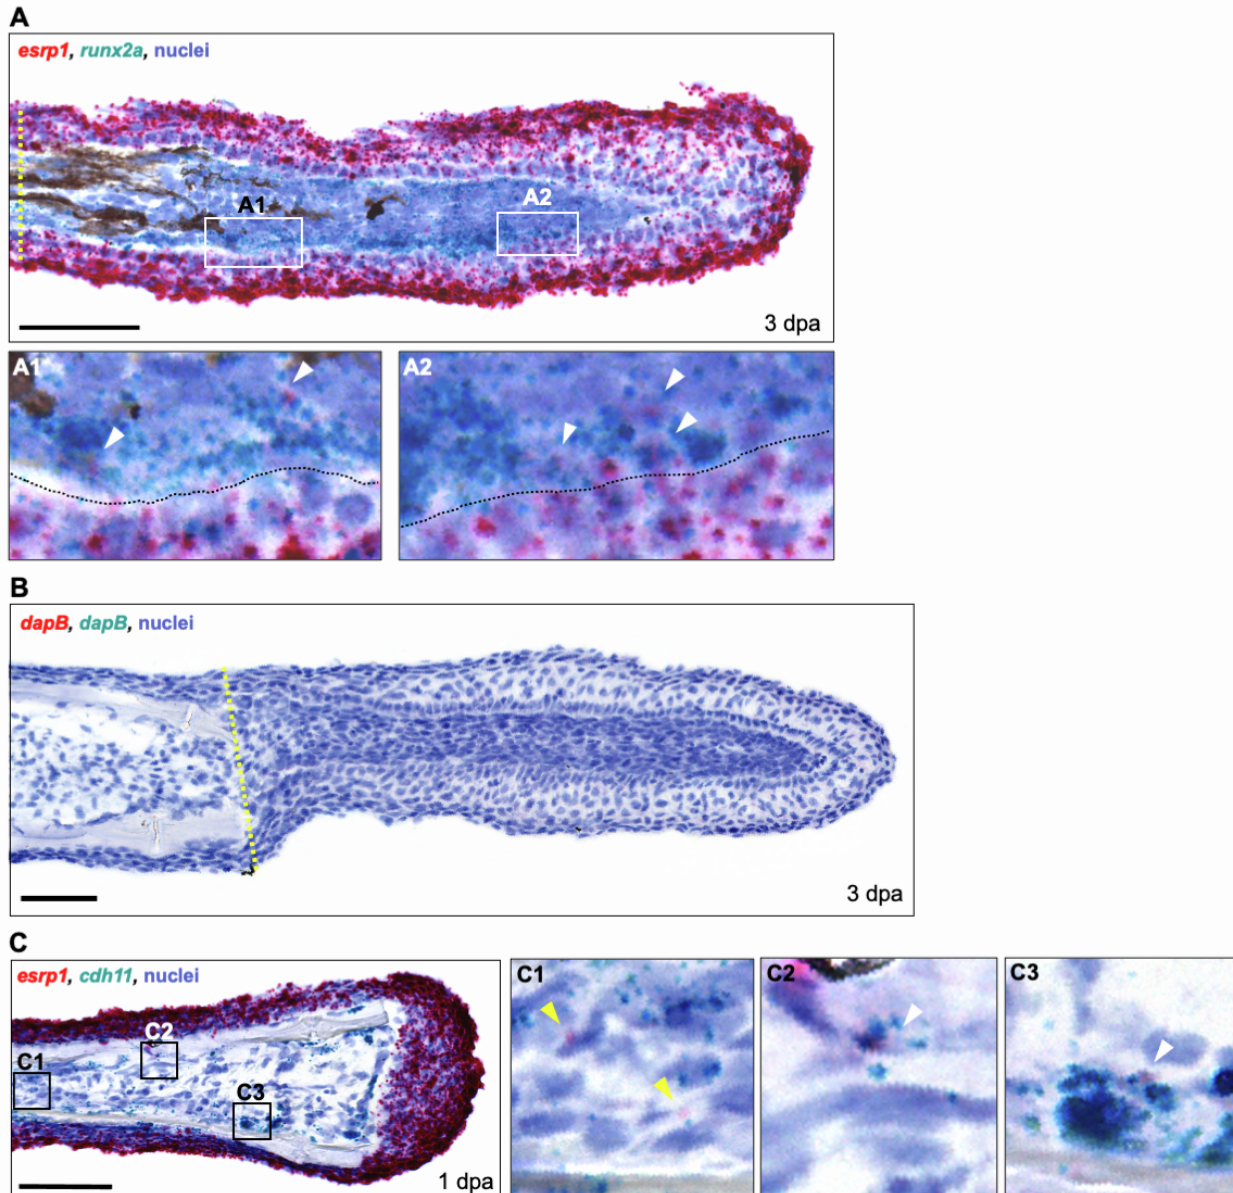 A
esrp1, runx2a, nuclei
A1
A2
3 dpa
A1
A2
B
dapB, dapB, nuclei
3 dpa
C
esrp1, cdh11, nuclei
C1
C2
C3
1 dpa
C1
C2
C3